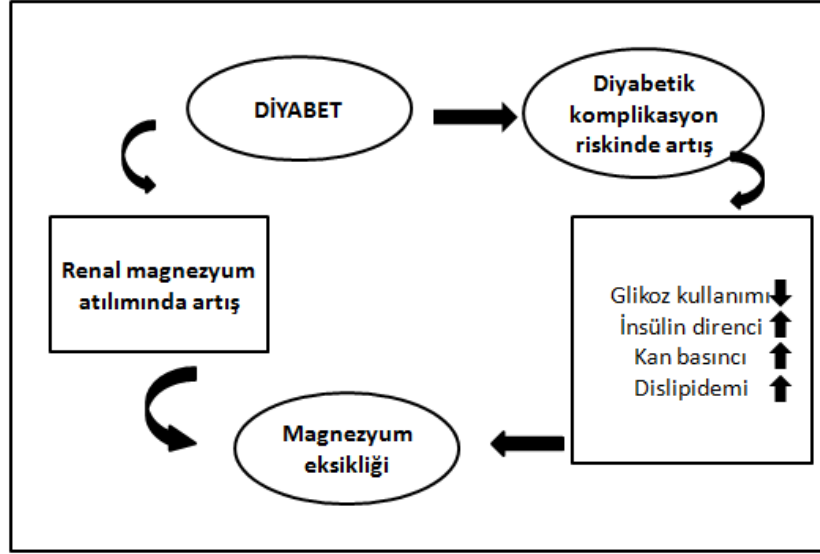 DİYABET
Diyabetik
komplikasyon
riskinde artış
Renal magnezyum
atılımında artış
Glikoz kullanımı
İnsülin direnci
Kan basıncı
Dislipidemi
Magnezyum
eksikliği